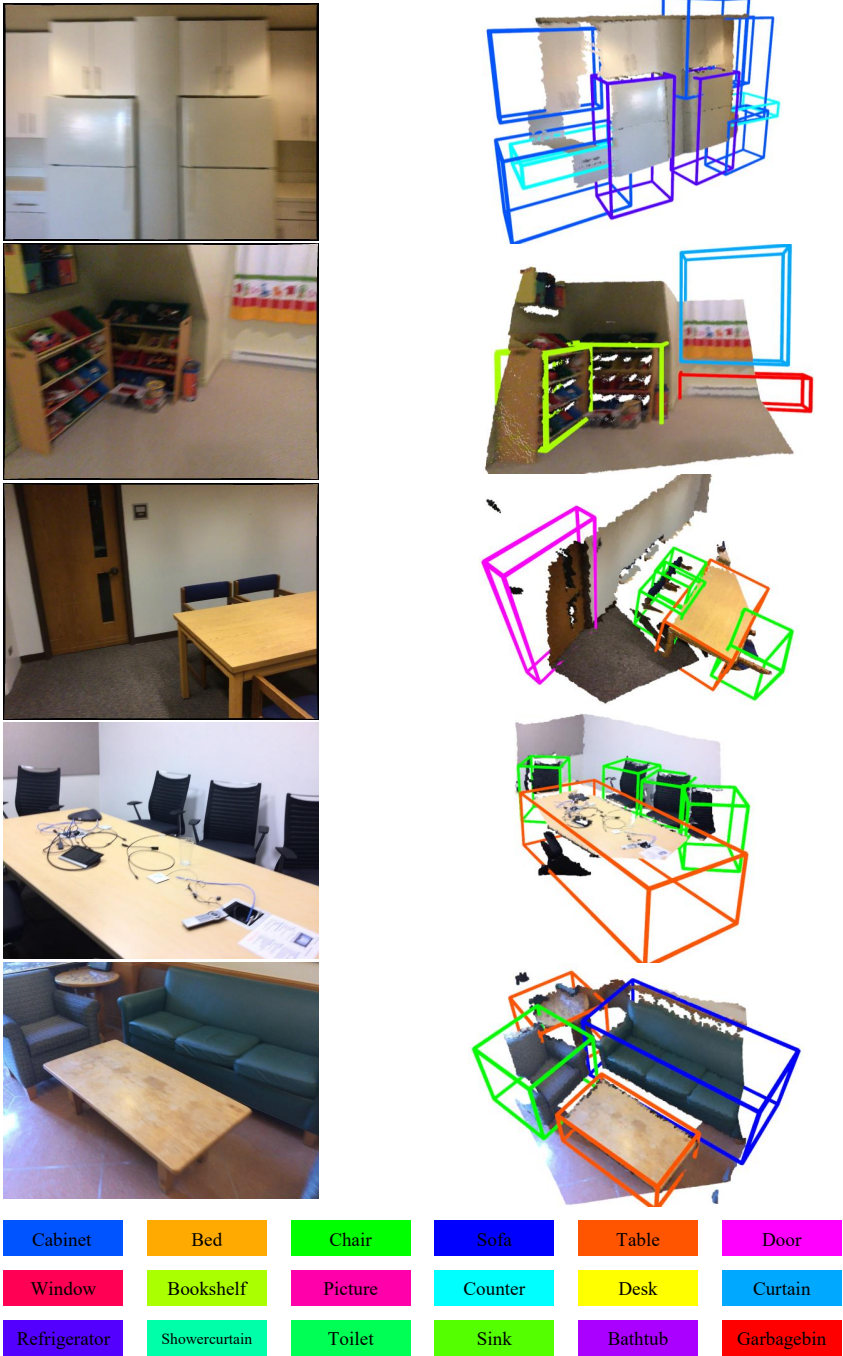 Cabinet Bed Chair Sofa Table Door
Window Bookshelf Picture Counter Desk Curtain
Refrigerator Showercurtain Toilet Sink Bathtub Garbagebin